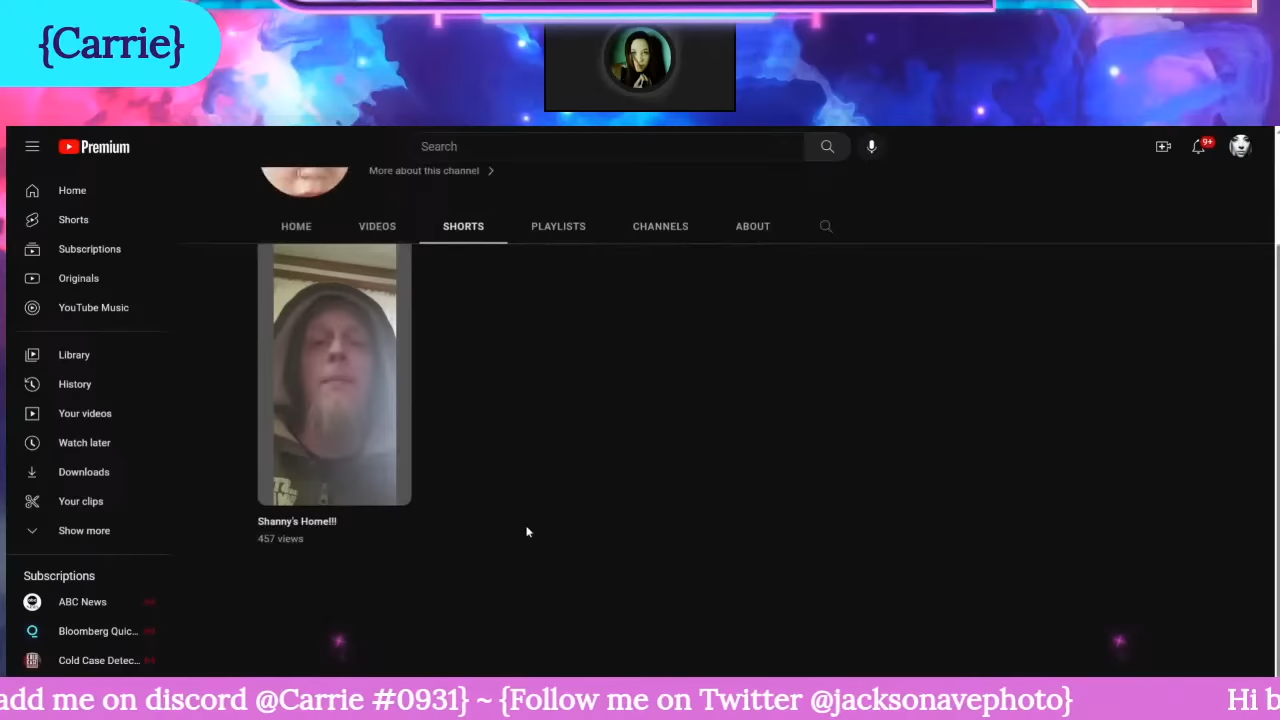 {Carrie}
Premium
Search
9+
More about this channel
HOME VIDEOS SHORTS PLAYLISTS CHANNELS ABOUT
Home
Shorts
Subscriptions
Originals
YouTube Music
Library
History
Your videos
Watch later
Downloads
Your clips
Show more
Shanny's Home!!!
457 views
Subscriptions
ABC News
Bloomberg Quic...
Cold Case Detec...
add me on discord @Carrie #0931} ~ {Follow me on Twitter @jacksonavephoto} Hi b